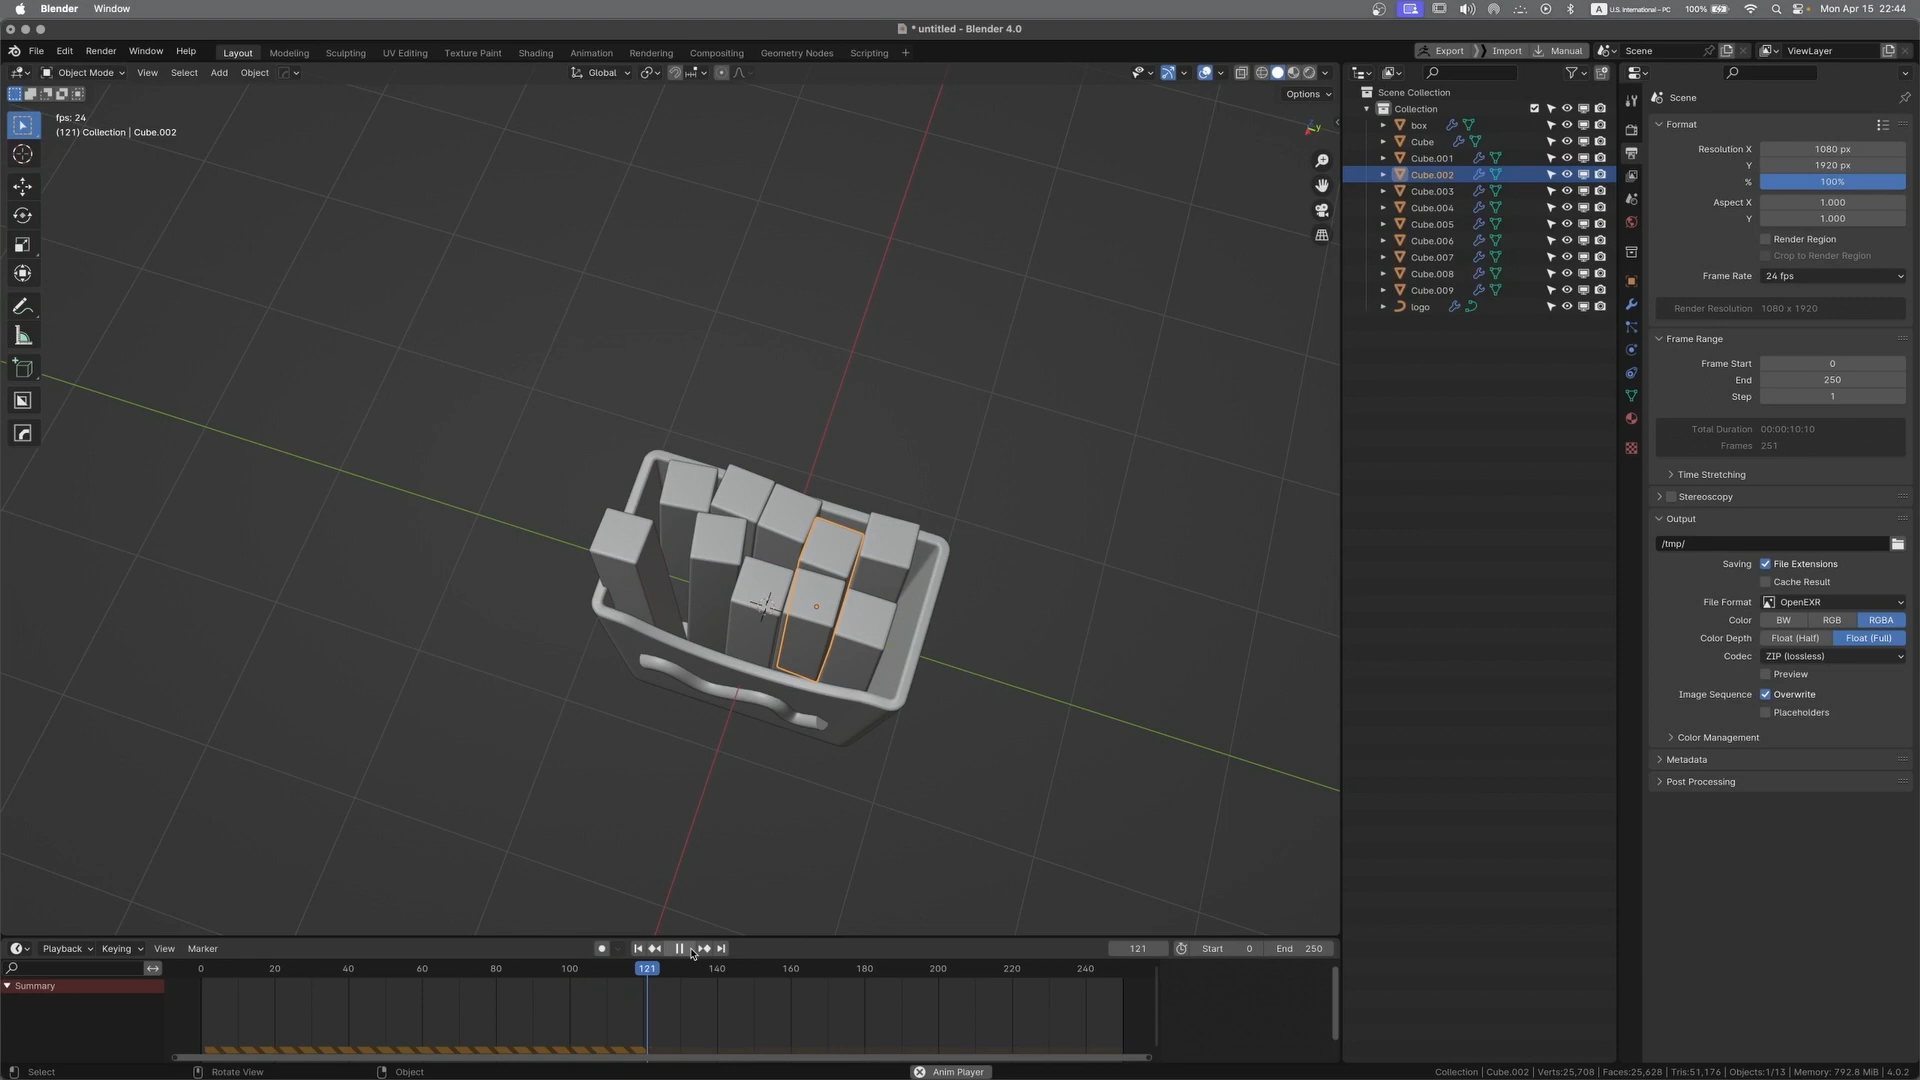 Blender Window
U.S. International – PC 100% Mon Apr 15 22:44
* untitled - Blender 4.0
File Edit Render Window Help Layout Modeling Sculpting UV Editing Texture Paint Shading Animation Rendering Compositing Geometry Nodes Scripting + Export Import Manual Scene ViewLayer
Object Mode View Select Add Object Global
Options
fps: 24
(121) Collection | Cube.002
Y
Scene Collection
Collection
box
Cube
Cube.001
Cube.002
Cube.003
Cube.004
Cube.005
Cube.006
Cube.007
Cube.008
Cube.009
logo
Scene
Format
Resolution X 1080 px
Y 1920 px
% 100%
Aspect X 1.000
Y 1.000
Render Region
Crop to Render Region
Frame Rate 24 fps
Render Resolution 1080 x 1920
Frame Range
Frame Start 0
End 250
Step 1
Total Duration 00:00:10:10
Frames 251
Time Stretching
Stereoscopy
Output
/tmp/
Saving File Extensions
Cache Result
File Format OpenEXR
Color BW RGB RGBA
Color Depth Float (Half) Float (Full)
Codec ZIP (lossless)
Preview
Image Sequence Overwrite
Placeholders
Color Management
Metadata
Post Processing
Playback Keying View Marker 121 Start 0 End 250
0 20 40 60 80 100 121 140 160 180 200 220 240
Summary
Select Rotate View Object Anim Player Collection | Cube.002 | Verts:25,708 | Faces:25,628 | Tris:51,176 | Objects:1/13 | Memory: 792.8 MiB | 4.0.2